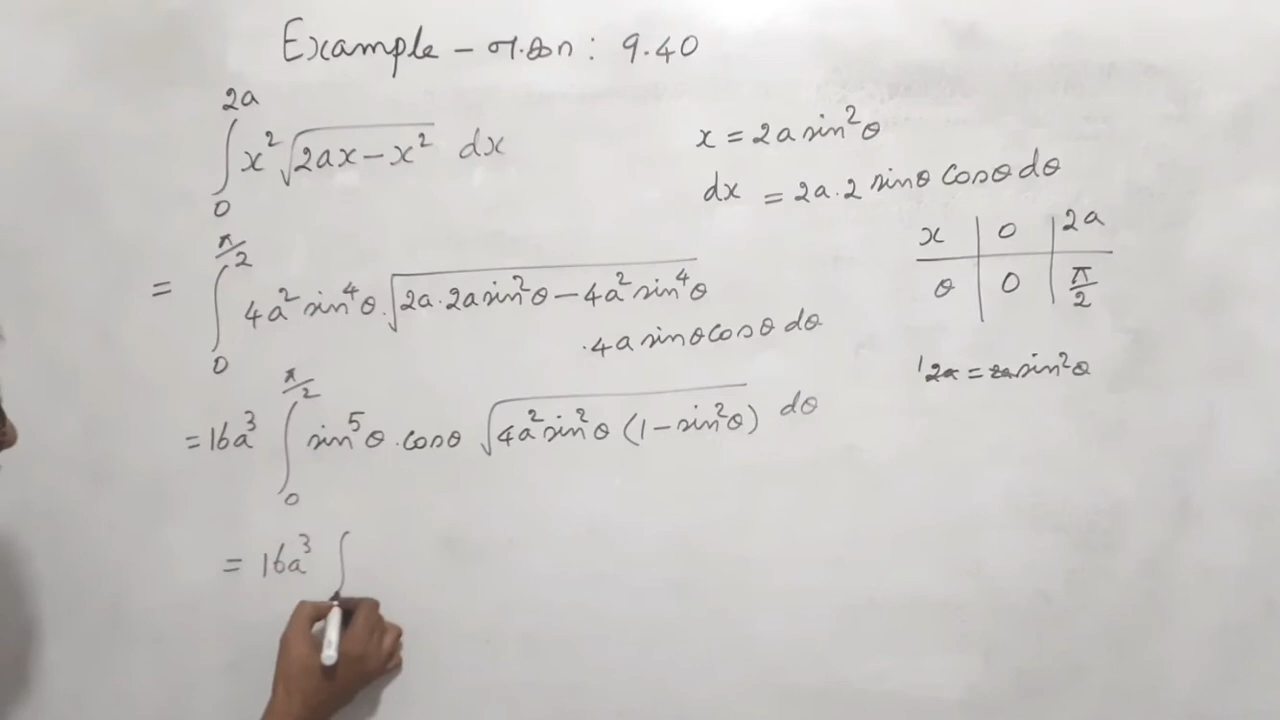 Example – எ.கா : 9.40
∫₀^2a x² √(2ax – x²) dx
x = 2a sin²θ
dx = 2a · 2 sinθ cosθ dθ
x | 0 | 2a
θ | 0 | π/2
= ∫₀^π/2 4a² sin⁴θ · √(2a · 2a sin²θ – 4a² sin⁴θ)
· 4a sinθ cosθ dθ
2a = 2a sin²θ
= 16a³ ∫₀^π/2 sin⁵θ · cosθ √(4a² sin²θ (1 – sin²θ)) dθ
= 16a³ ∫